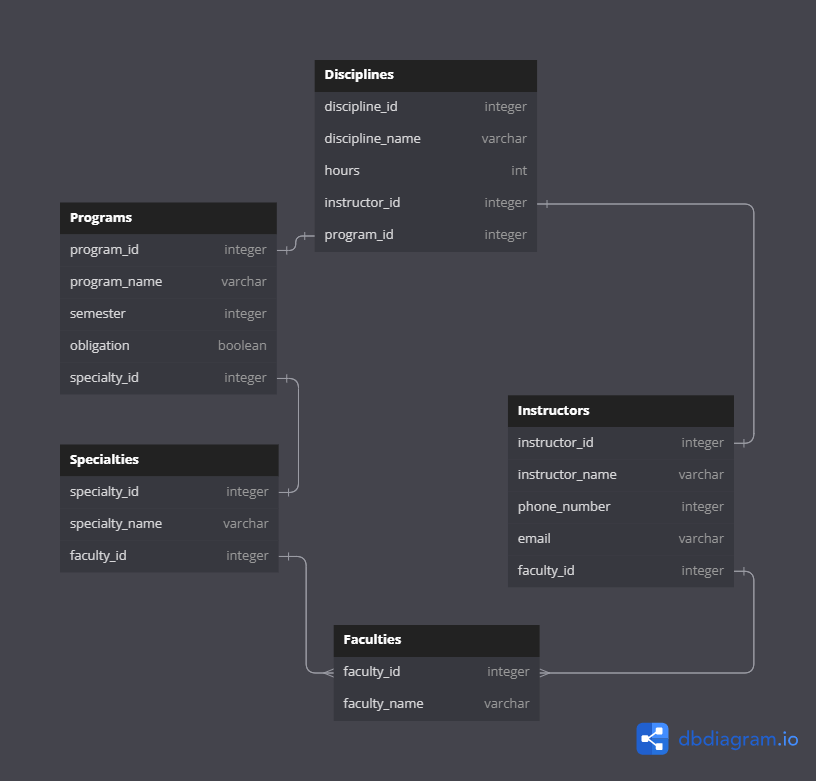 Disciplines
discipline_id integer
discipline_name varchar
hours int
instructor_id integer
program_id integer
Programs
program_id integer
program_name varchar
semester integer
obligation boolean
specialty_id integer
Instructors
instructor_id integer
instructor_name varchar
phone_number integer
email varchar
faculty_id integer
Specialties
specialty_id integer
specialty_name varchar
faculty_id integer
Faculties
faculty_id integer
faculty_name varchar
dbdiagram.io